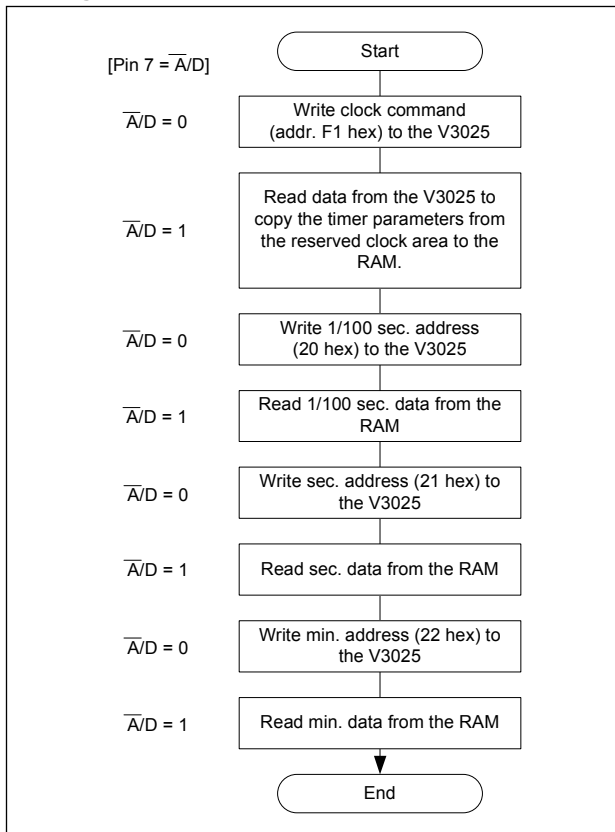 Start
[Pin 7 = A̅/D]
A̅/D = 0
Write clock command
(addr. F1 hex) to the V3025
A̅/D = 1
Read data from the V3025 to
copy the timer parameters from
the reserved clock area to the
RAM.
A̅/D = 0
Write 1/100 sec. address
(20 hex) to the V3025
A̅/D = 1
Read 1/100 sec. data from the
RAM
A̅/D = 0
Write sec. address (21 hex) to
the V3025
A̅/D = 1
Read sec. data from the RAM
A̅/D = 0
Write min. address (22 hex) to
the V3025
A̅/D = 1
Read min. data from the RAM
End